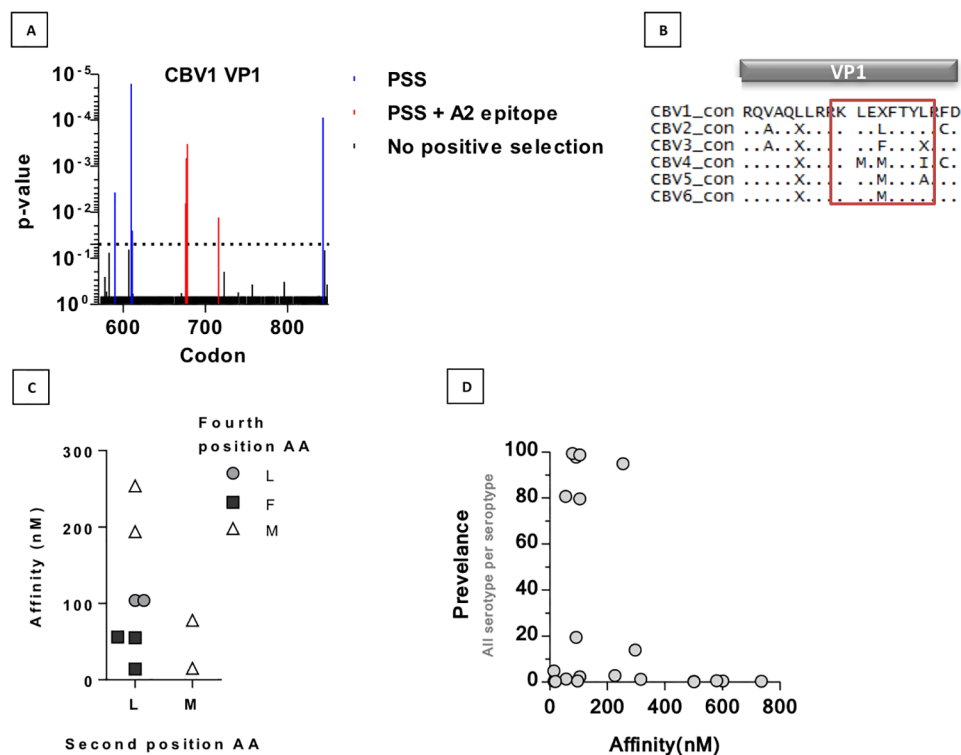 A
CBV1 VP1
p-value
10^-5
10^-4
10^-3
10^-2
10^-1
10^0
600 700 800
Codon
PSS
PSS + A2 epitope
No positive selection
B
VP1
CBV1_con RQVAQLLRRK LEXFTYLRFD
CBV2_con ..A..X.... ..L.....C.
CBV3_con ..A..X.... ..F...X...
CBV4_con .....X.... M.M...I.C.
CBV5_con .....X.... ..M...A...
CBV6_con .....X.... ..M.......
C
Fourth
position AA
L
F
M
Affinity (nM)
300
200
100
0
L M
Second position AA
D
Prevelance
All serotype per seroptype
100
80
60
40
20
0
0 200 400 600 800
Affinity(nM)